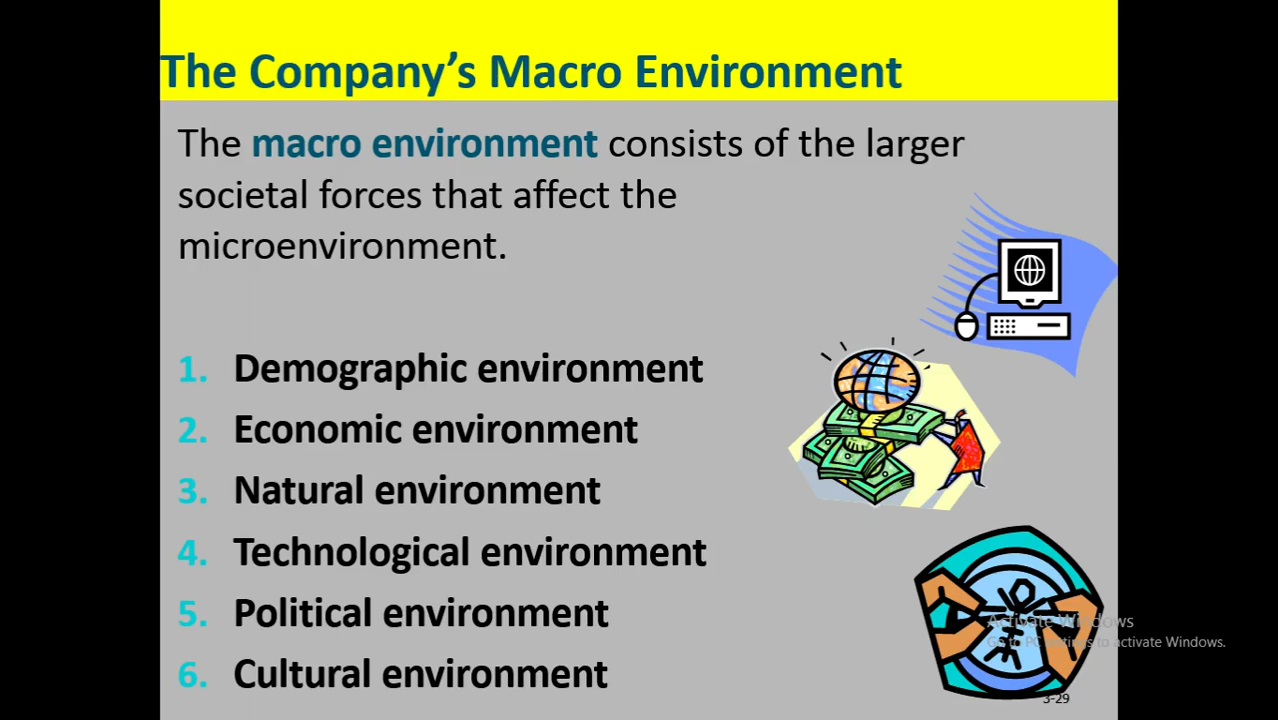 The Company’s Macro Environment
The macro environment consists of the larger
societal forces that affect the
microenvironment.
1. Demographic environment
2. Economic environment
3. Natural environment
4. Technological environment
5. Political environment
6. Cultural environment
Activate Windows
Go to PC settings to activate Windows.
3-29